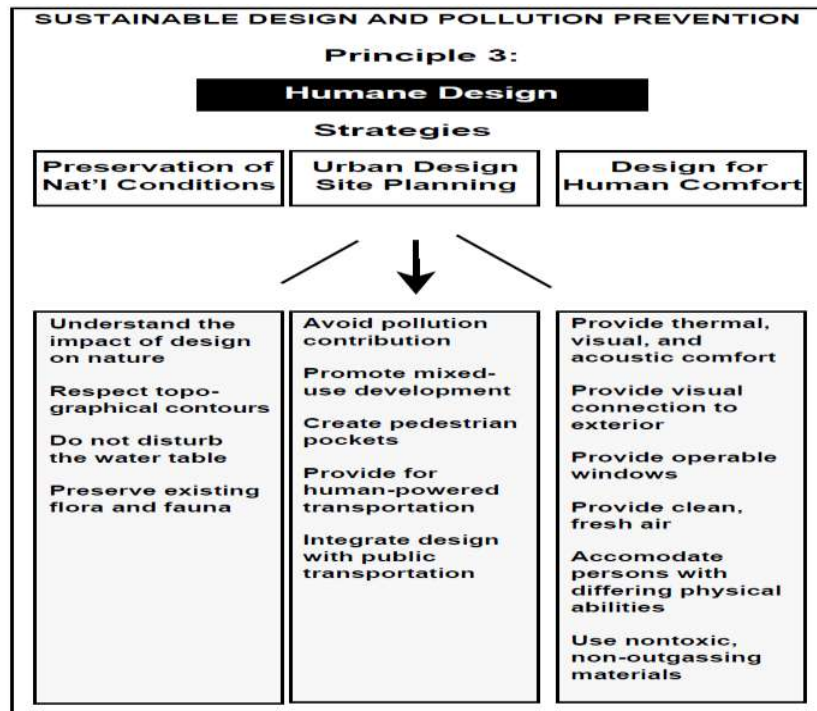 SUSTAINABLE DESIGN AND POLLUTION PREVENTION
Principle 3:
Humane Design
Strategies
Preservation of
Nat'l Conditions
Urban Design
Site Planning
Design for
Human Comfort
Understand the
impact of design
on nature
Respect topo-
graphical contours
Do not disturb
the water table
Preserve existing
flora and fauna
Avoid pollution
contribution
Promote mixed-
use development
Create pedestrian
pockets
Provide for
human-powered
transportation
Integrate design
with public
transportation
Provide thermal,
visual, and
acoustic comfort
Provide visual
connection to
exterior
Provide operable
windows
Provide clean,
fresh air
Accomodate
persons with
differing physical
abilities
Use nontoxic,
non-outgassing
materials